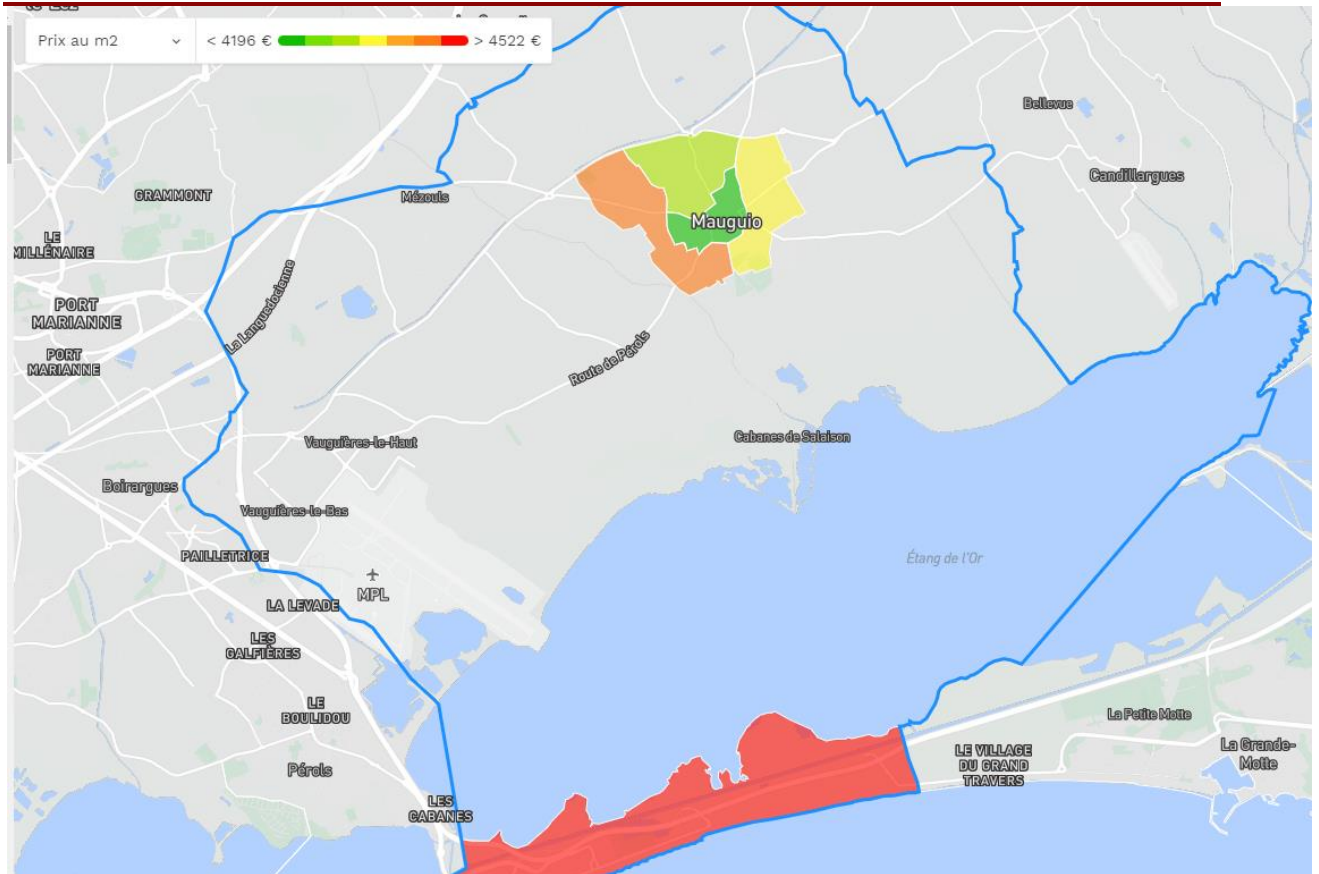 Prix au m2
< 4196 €
> 4522 €
Bellevue
Candillargues
GRAMMONT
Mézouls
Mauguio
LE
MILLÉNAIRE
La Languedocienne
PORT
MARIANNE
PORT
MARIANNE
Route de Pérols
Vauguières-le-Haut
Cabanes de Salaison
Boirargues
Vauguières-le-Bas
PAILLETRICE
Étang de l'Or
MPL
LA LEVADE
LES
GALFIÈRES
LE
BOULIDOU
La Petite Motte
Pérols
LE VILLAGE
DU GRAND
TRAVERS
La Grande-
Motte
LES
CABANES